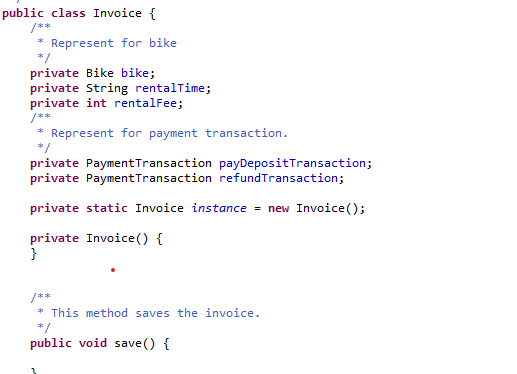 public class Invoice {
/**
* Represent for bike
*/
private Bike bike;
private String rentalTime;
private int rentalFee;
/**
* Represent for payment transaction.
*/
private PaymentTransaction payDepositTransaction;
private PaymentTransaction refundTransaction;
private static Invoice instance = new Invoice();
private Invoice() {
}
/**
* This method saves the invoice.
*/
public void save() {
}